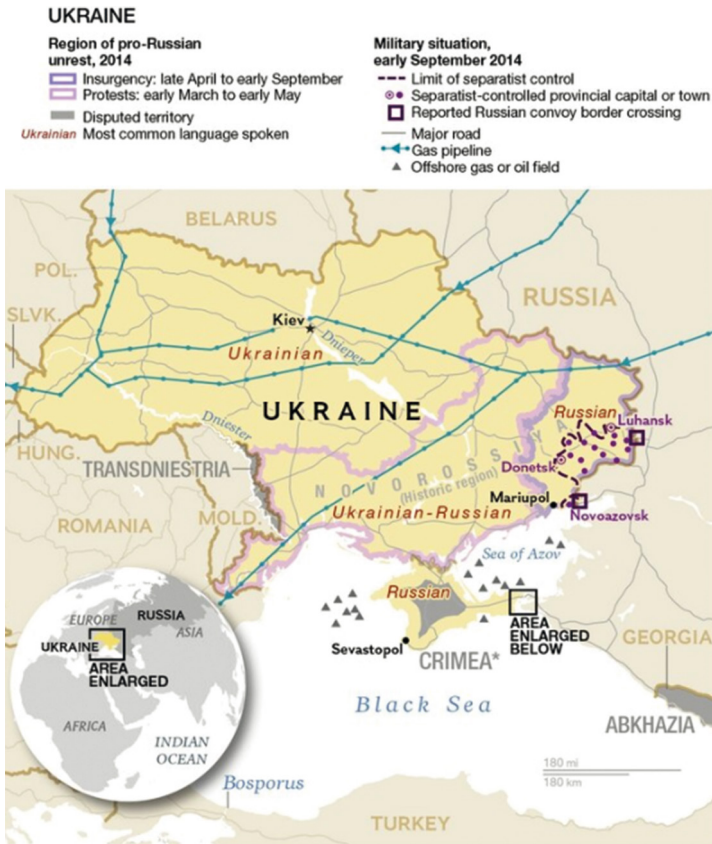 UKRAINE
Region of pro-Russian
unrest, 2014
Insurgency: late April to early September
Protests: early March to early May
Disputed territory
Ukrainian Most common language spoken
Military situation,
early September 2014
Limit of separatist control
Separatist-controlled provincial capital or town
Reported Russian convoy border crossing
Major road
Gas pipeline
Offshore gas or oil field
BELARUS
POL.
RUSSIA
SLVK.
Kiev
Dnieper
Ukrainian
UKRAINE
Russian
Luhansk
Dniester
HUNG.
TRANSDNIESTRIA
Donetsk
NOVOROSSIYA
(Historic region)
Mariupol
ROMANIA
MOLD.
Ukrainian-Russian
Novoazovsk
Sea of Azov
Russian
EUROPE
RUSSIA
ASIA
UKRAINE
AREA
ENLARGED
AREA
ENLARGED
BELOW
Sevastopol
CRIMEA*
GEORGIA
Black Sea
ABKHAZIA
AFRICA
INDIAN
OCEAN
180 mi
180 km
Bosporus
TURKEY